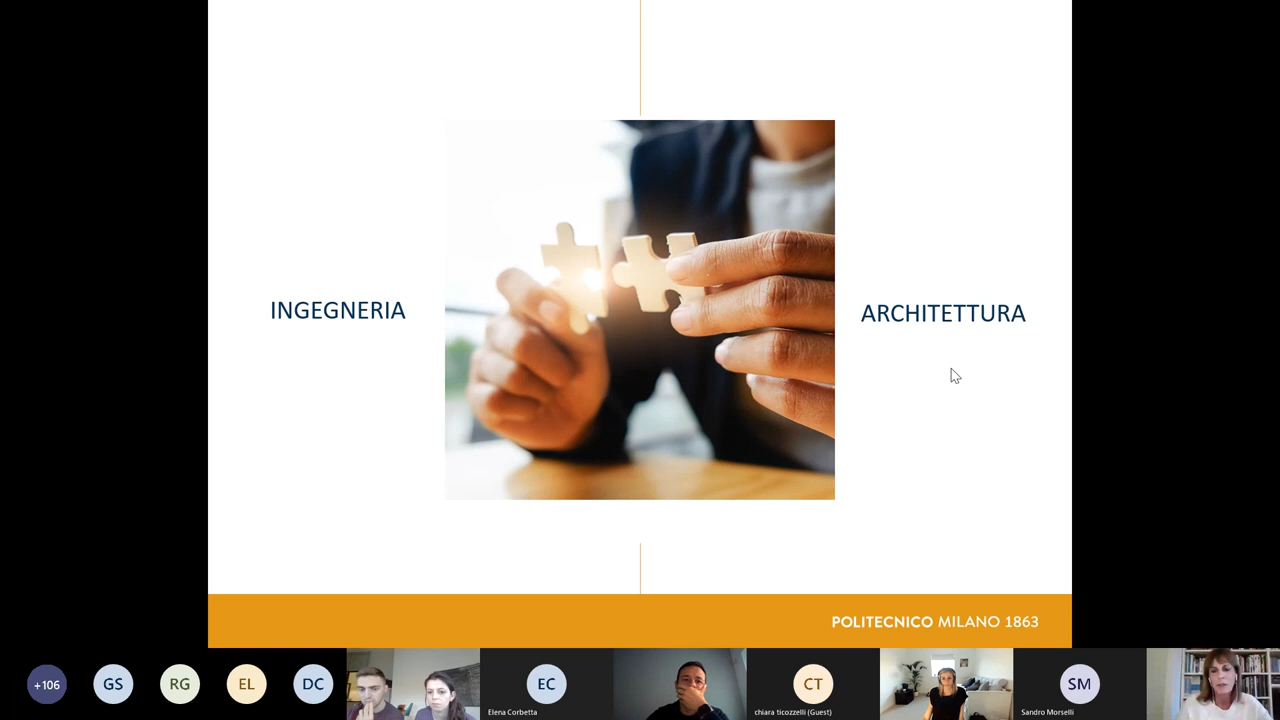 INGEGNERIA
ARCHITETTURA
POLITECNICO MILANO 1863
+106
GS
RG
EL
DC
EC
Elena Corbetta
CT
chiara ticozzelli (Guest)
SM
Sandro Morselli